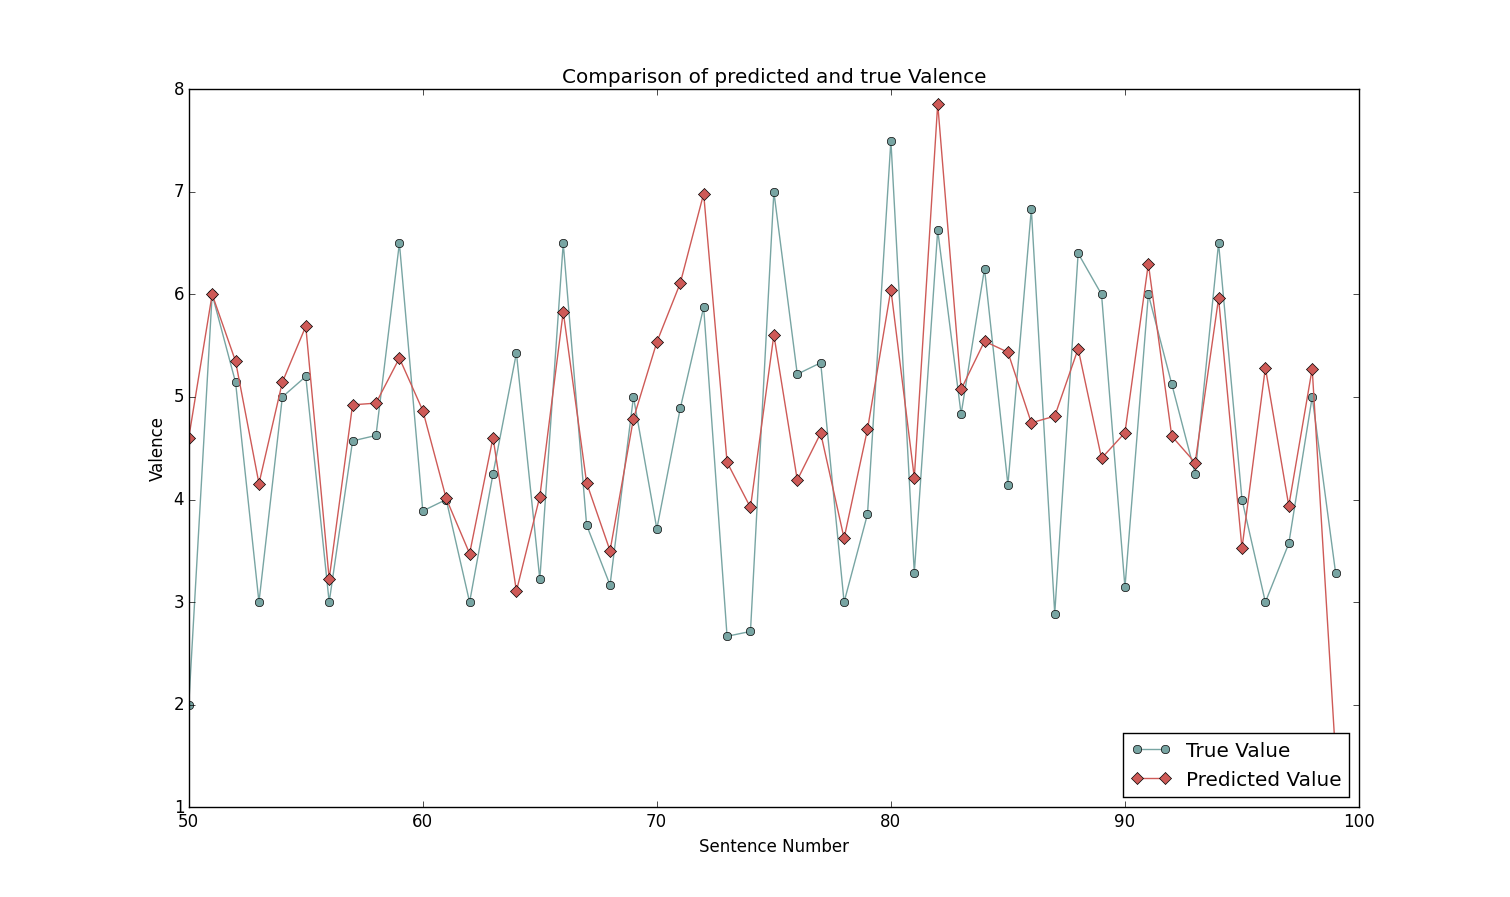 Comparison of predicted and true Valence
8
7
6
5
4
3
2
1
Valence
50 60 70 80 90 100
Sentence Number
True Value
Predicted Value